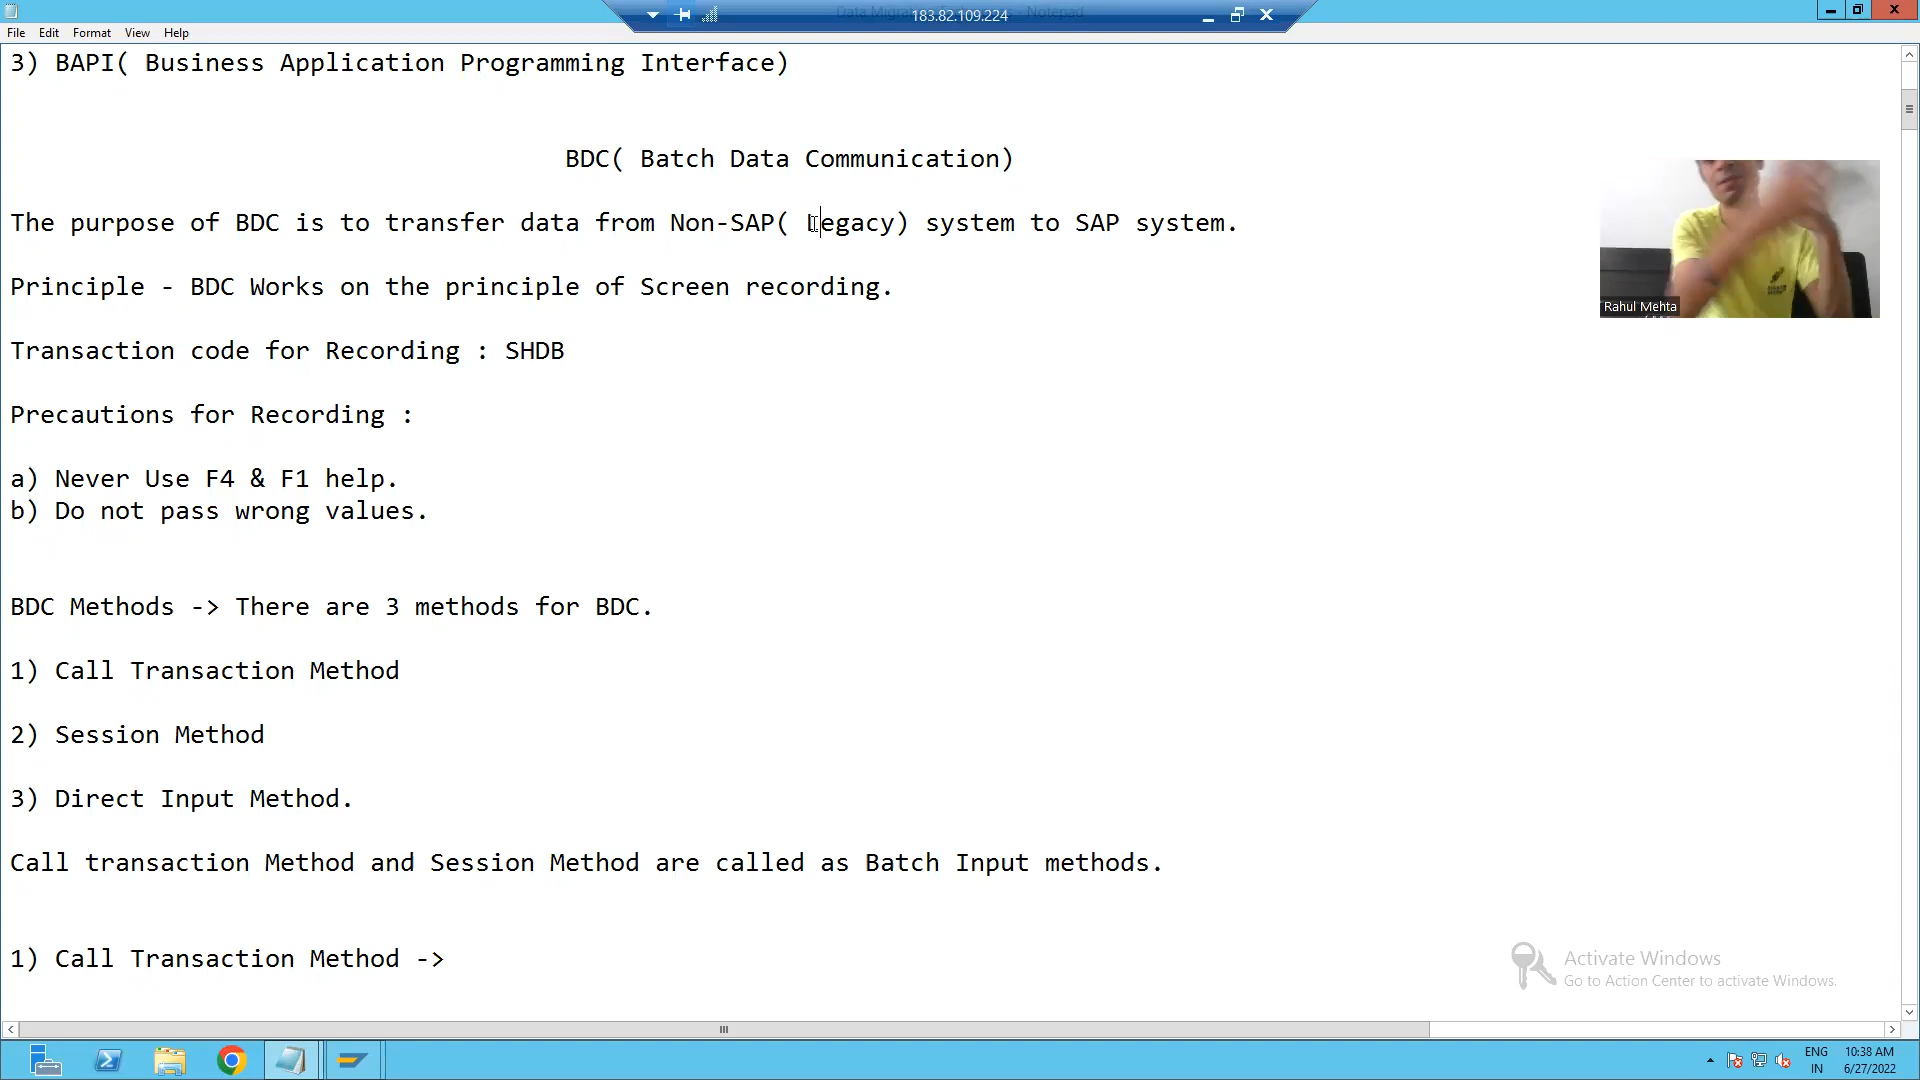 Data Migra - Notepad
183.82.109.224
File Edit Format View Help
3) BAPI( Business Application Programming Interface)
BDC( Batch Data Communication)
The purpose of BDC is to transfer data from Non-SAP( Legacy) system to SAP system.
Principle - BDC Works on the principle of Screen recording.
Rahul Mehta
Transaction code for Recording : SHDB
Precautions for Recording :
a) Never Use F4 & F1 help.
b) Do not pass wrong values.
BDC Methods -> There are 3 methods for BDC.
1) Call Transaction Method
2) Session Method
3) Direct Input Method.
Call transaction Method and Session Method are called as Batch Input methods.
1) Call Transaction Method ->
Activate Windows
Go to Action Center to activate Windows.
ENG 10:38 AM
IN 6/27/2022